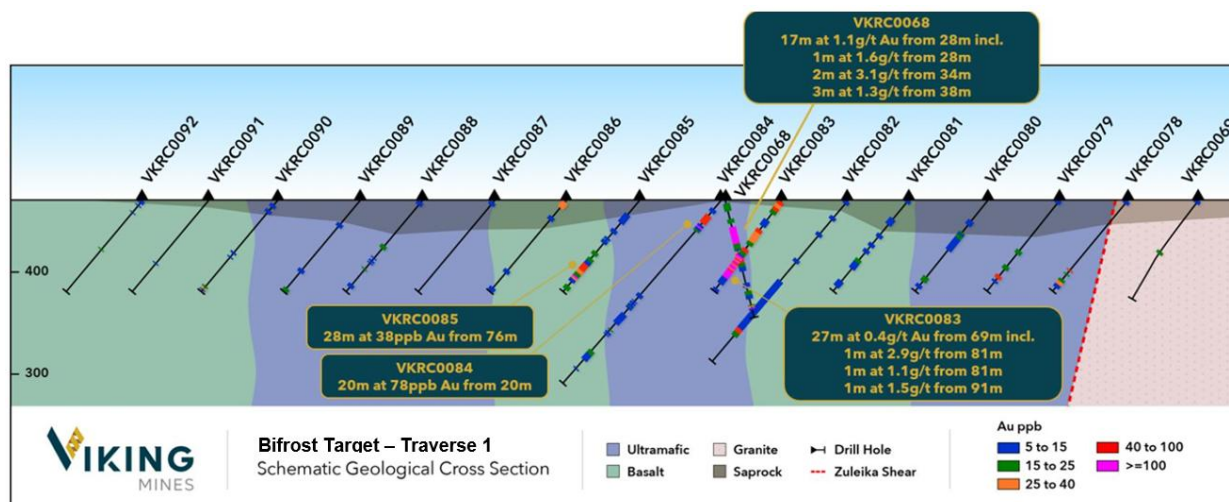 VKRC0068
17m at 1.1g/t Au from 28m incl.
1m at 1.6g/t from 28m
2m at 3.1g/t from 34m
3m at 1.3g/t from 38m
VKRC0092
VKRC0091
VKRC0090
VKRC0089
VKRC0088
VKRC0087
VKRC0086
VKRC0085
VKRC0084
VKRC0068
VKRC0083
VKRC0082
VKRC0081
VKRC0080
VKRC0079
VKRC0078
400
300
VKRC0085
28m at 38ppb Au from 76m
VKRC0084
20m at 78ppb Au from 20m
VKRC0083
27m at 0.4g/t Au from 69m incl.
1m at 2.9g/t from 81m
1m at 1.1g/t from 81m
1m at 1.5g/t from 91m
VIKING
MINES
Bifrost Target – Traverse 1
Schematic Geological Cross Section
Ultramafic
Basalt
Granite
Saprock
Drill Hole
Zuleika Shear
Au ppb
5 to 15
15 to 25
25 to 40
40 to 100
>=100